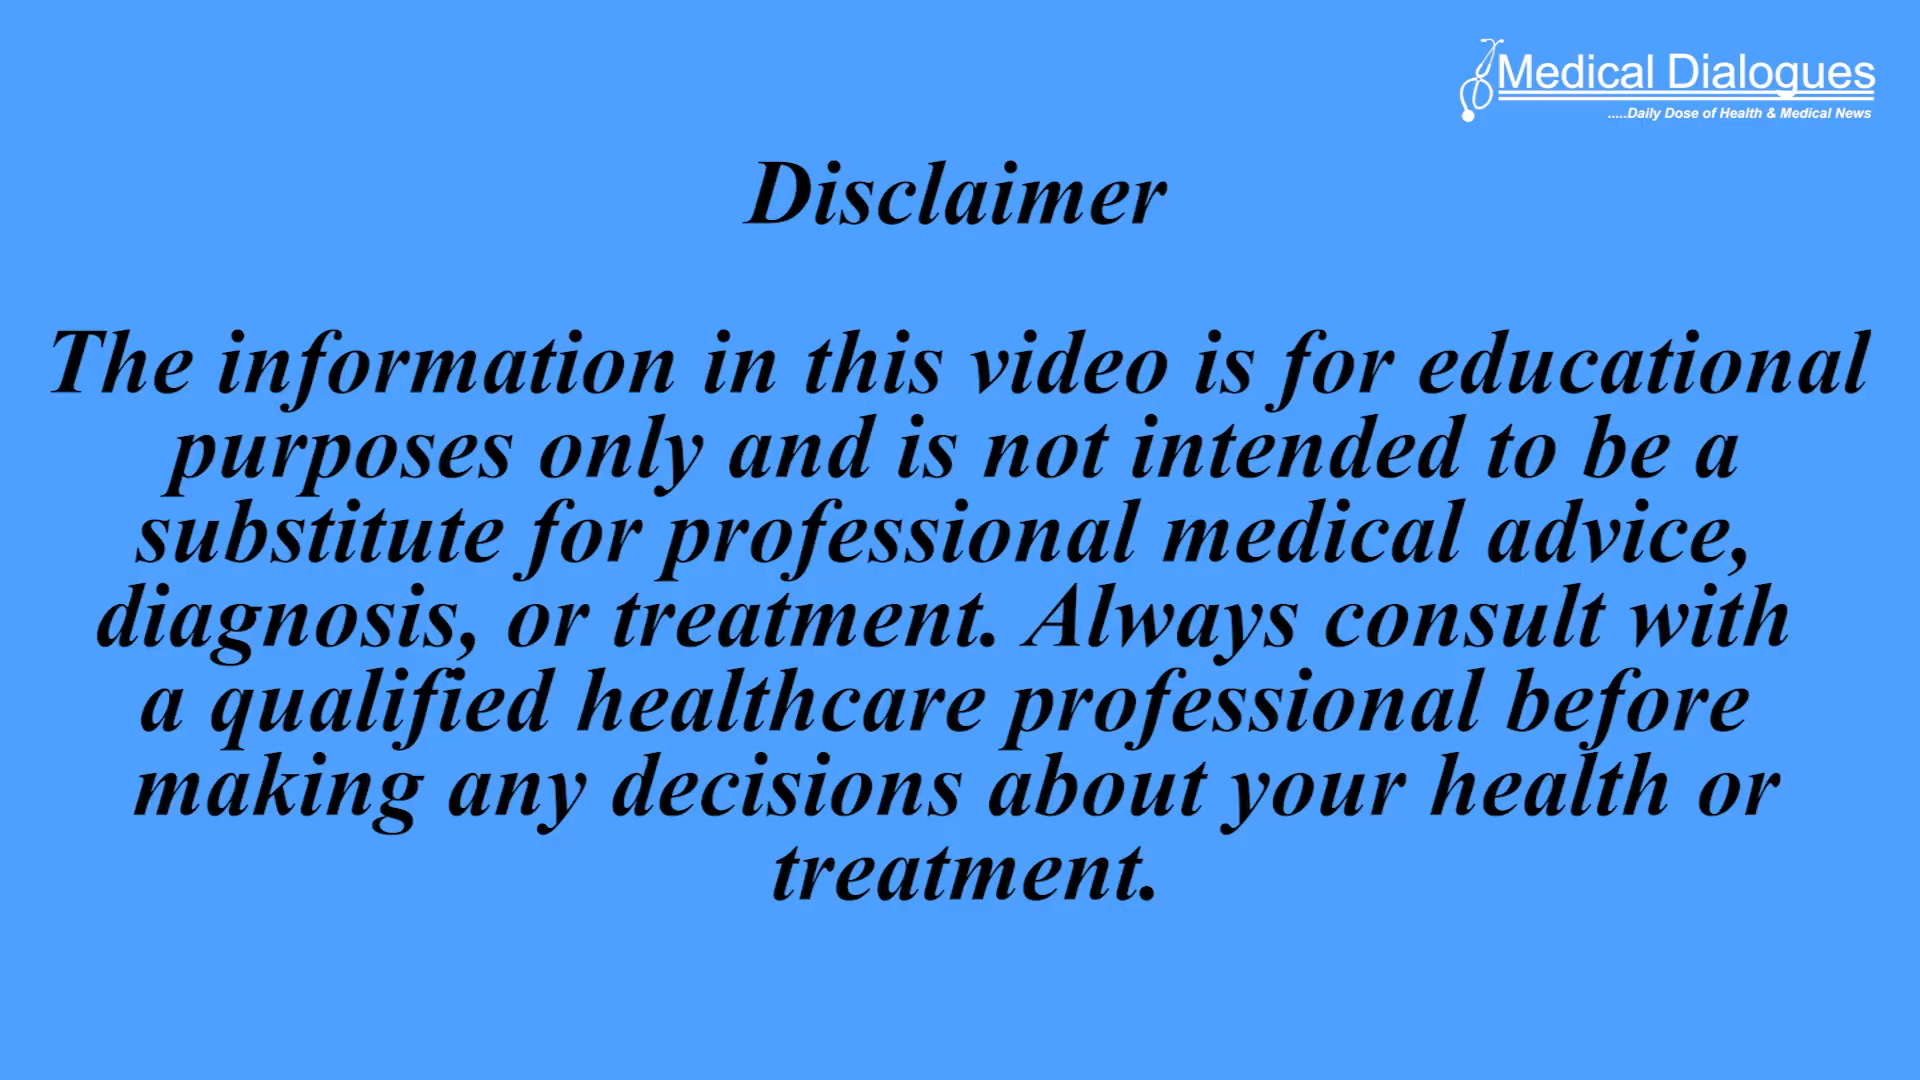 Medical Dialogues
.....Daily Dose of Health & Medical News
Disclaimer
The information in this video is for educational
purposes only and is not intended to be a
substitute for professional medical advice,
diagnosis, or treatment. Always consult with
a qualified healthcare professional before
making any decisions about your health or
treatment.